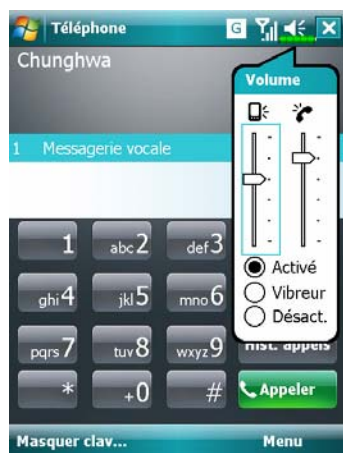 Téléphone G
Chunghwa
Volume
1 Messagerie vocale
1 abc2 def3
Activé
ghi4 jkl5 mno6 Vibreur
Désact.
pqrs7 tuv8 wxyz9 Hist. appels
* +0 # Appeler
Masquer clav... Menu